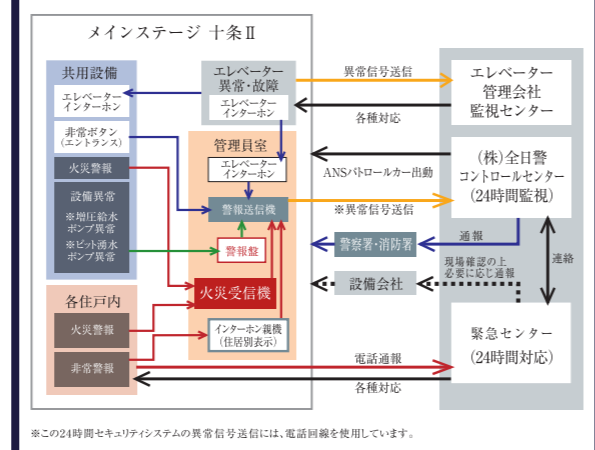 メインステージ 十条Ⅱ
共用設備
エレベーター
インターホン
非常ボタン
(エントランス)
火災警報
設備異常
※増圧給水
ポンプ異常
※ピット湧水
ポンプ異常
各住戸内
火災警報
非常警報
エレベーター
異常・故障
エレベーター
インターホン
管理員室
エレベーター
インターホン
警報送信機
警報盤
火災受信機
インターホン親機
(住居別表示)
異常信号送信
各種対応
ANSパトロールカー出動
※異常信号送信
通報
警察署・消防署
現場確認の上
必要に応じ通報
設備会社
連絡
電話通報
各種対応
エレベーター
管理会社
監視センター
(株)全日警
コントロールセンター
(24時間監視)
緊急センター
(24時間対応)
※この24時間セキュリティシステムの異常信号送信には、電話回線を使用しています。